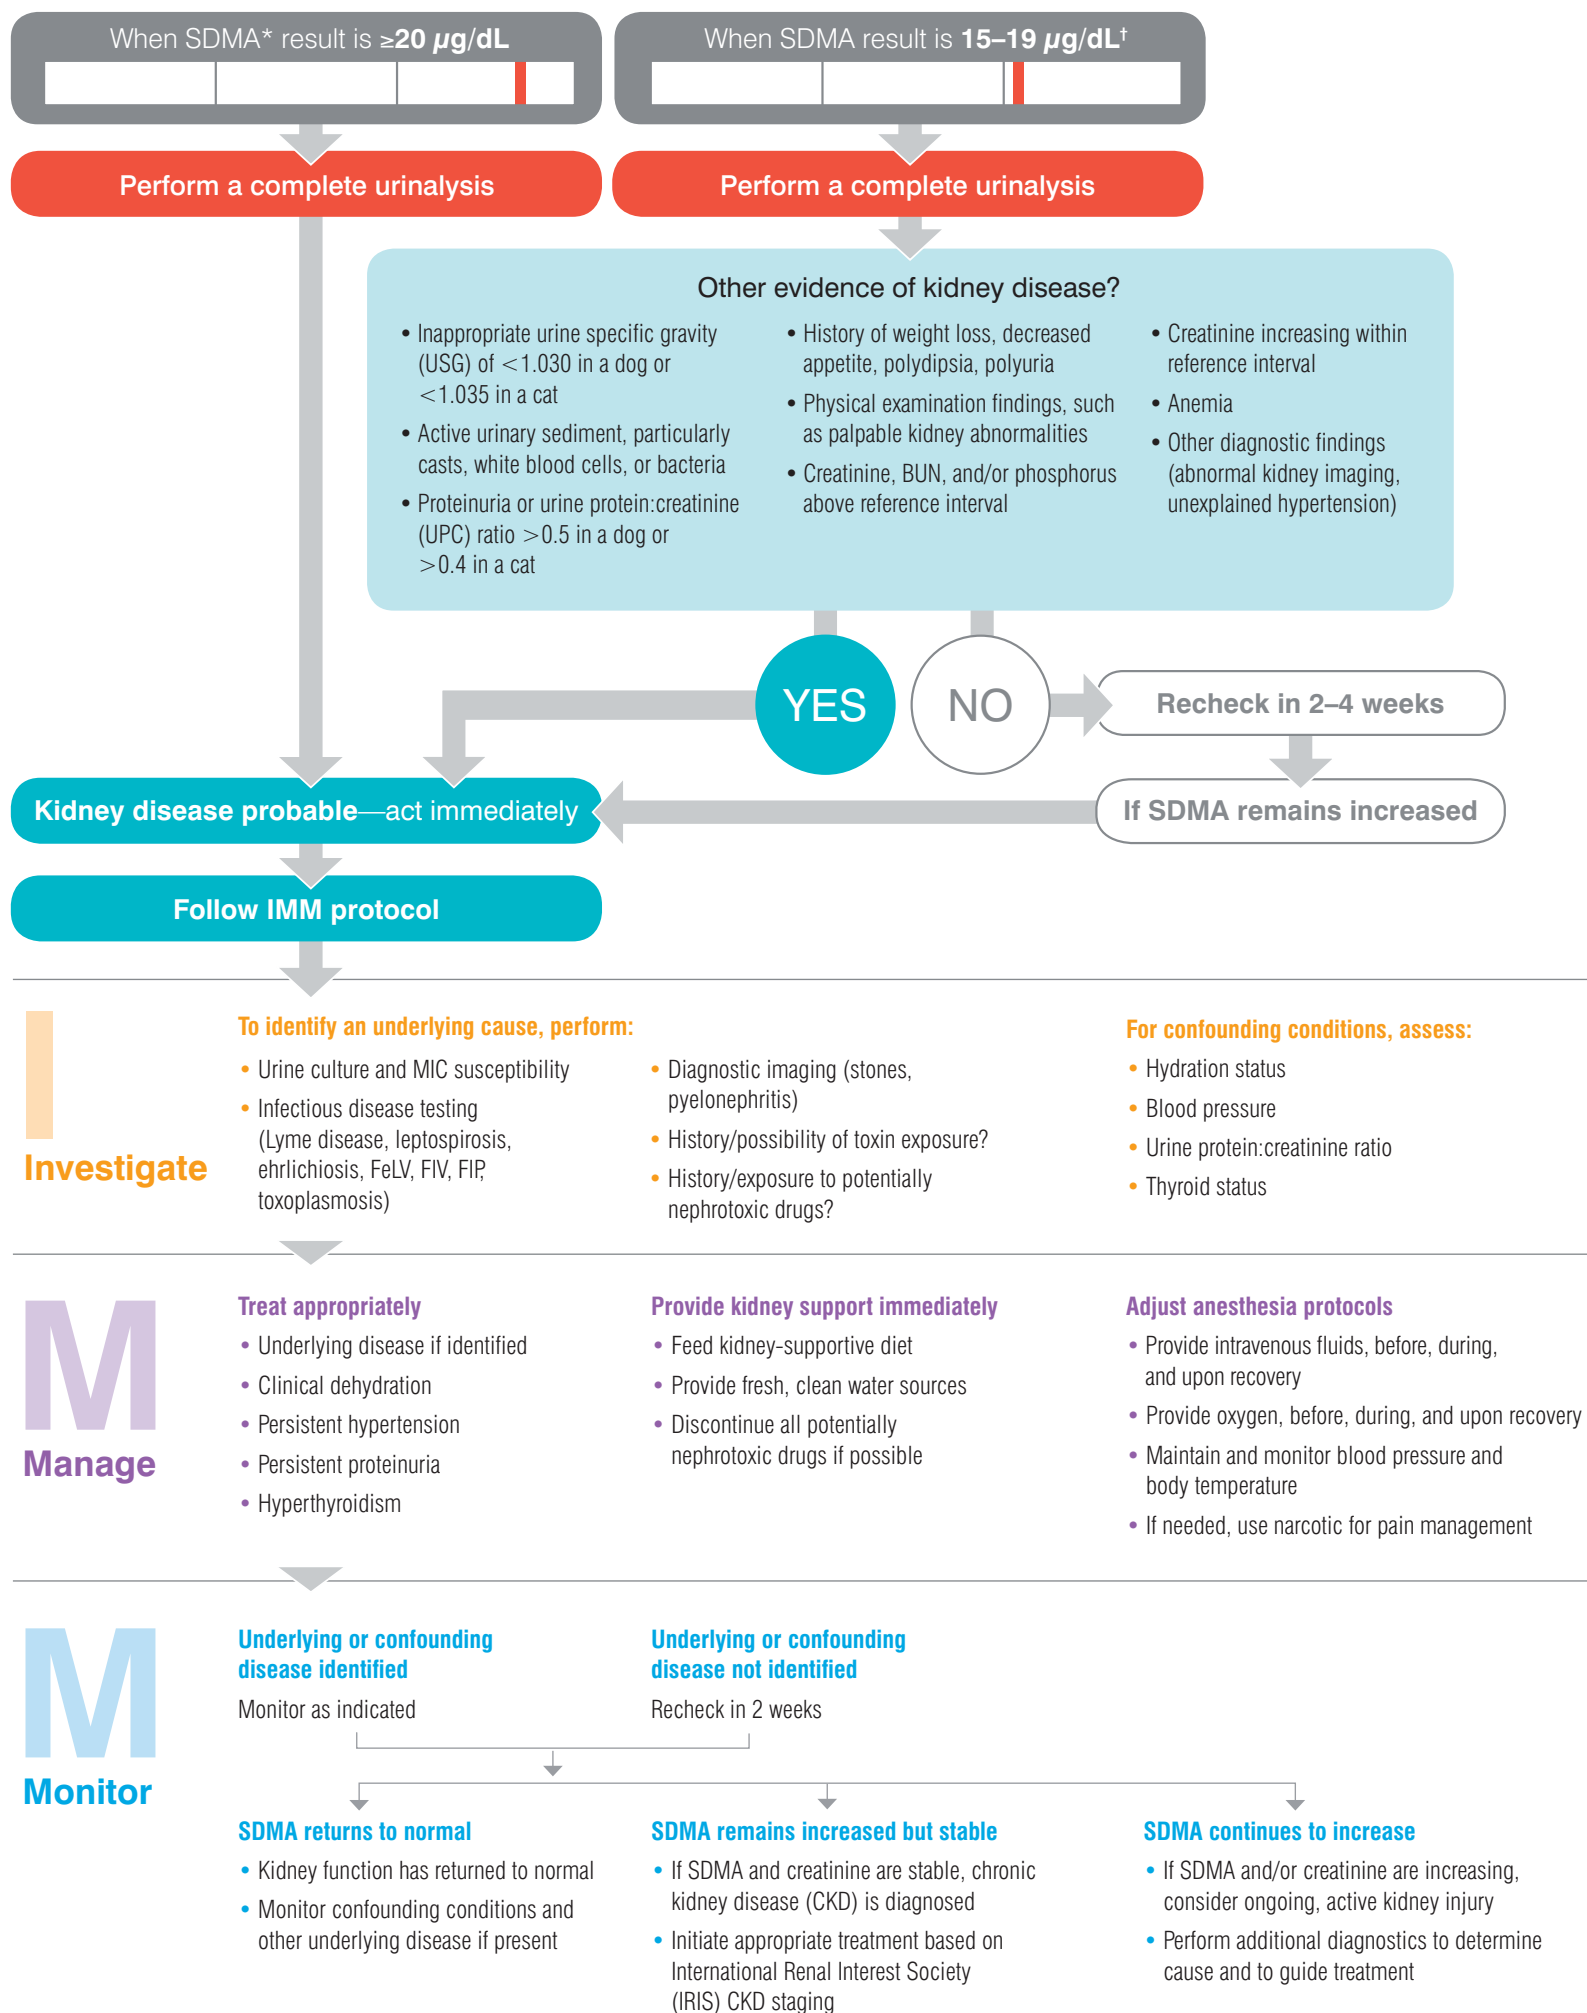 When SDMA* result is ≥20 µg/dL
When SDMA result is 15–19 µg/dL†
Perform a complete urinalysis
Perform a complete urinalysis
Other evidence of kidney disease?
• Inappropriate urine specific gravity
(USG) of <1.030 in a dog or
<1.035 in a cat
• Active urinary sediment, particularly
casts, white blood cells, or bacteria
• Proteinuria or urine protein:creatinine
(UPC) ratio >0.5 in a dog or
>0.4 in a cat
• History of weight loss, decreased
appetite, polydipsia, polyuria
• Physical examination findings, such
as palpable kidney abnormalities
• Creatinine, BUN, and/or phosphorus
above reference interval
• Creatinine increasing within
reference interval
• Anemia
• Other diagnostic findings
(abnormal kidney imaging,
unexplained hypertension)
YES
NO
Recheck in 2–4 weeks
If SDMA remains increased
Kidney disease probable—act immediately
Follow IMM protocol
I
Investigate
To identify an underlying cause, perform:
• Urine culture and MIC susceptibility
• Infectious disease testing
(Lyme disease, leptospirosis,
ehrlichiosis, FeLV, FIV, FIP,
toxoplasmosis)
• Diagnostic imaging (stones,
pyelonephritis)
• History/possibility of toxin exposure?
• History/exposure to potentially
nephrotoxic drugs?
For confounding conditions, assess:
• Hydration status
• Blood pressure
• Urine protein:creatinine ratio
• Thyroid status
M
Manage
Treat appropriately
• Underlying disease if identified
• Clinical dehydration
• Persistent hypertension
• Persistent proteinuria
• Hyperthyroidism
Provide kidney support immediately
• Feed kidney-supportive diet
• Provide fresh, clean water sources
• Discontinue all potentially
nephrotoxic drugs if possible
Adjust anesthesia protocols
• Provide intravenous fluids, before, during,
and upon recovery
• Provide oxygen, before, during, and upon recovery
• Maintain and monitor blood pressure and
body temperature
• If needed, use narcotic for pain management
M
Monitor
Underlying or confounding
disease identified
Monitor as indicated
Underlying or confounding
disease not identified
Recheck in 2 weeks
SDMA returns to normal
• Kidney function has returned to normal
• Monitor confounding conditions and
other underlying disease if present
SDMA remains increased but stable
• If SDMA and creatinine are stable, chronic
kidney disease (CKD) is diagnosed
• Initiate appropriate treatment based on
International Renal Interest Society
(IRIS) CKD staging
SDMA continues to increase
• If SDMA and/or creatinine are increasing,
consider ongoing, active kidney injury
• Perform additional diagnostics to determine
cause and to guide treatment